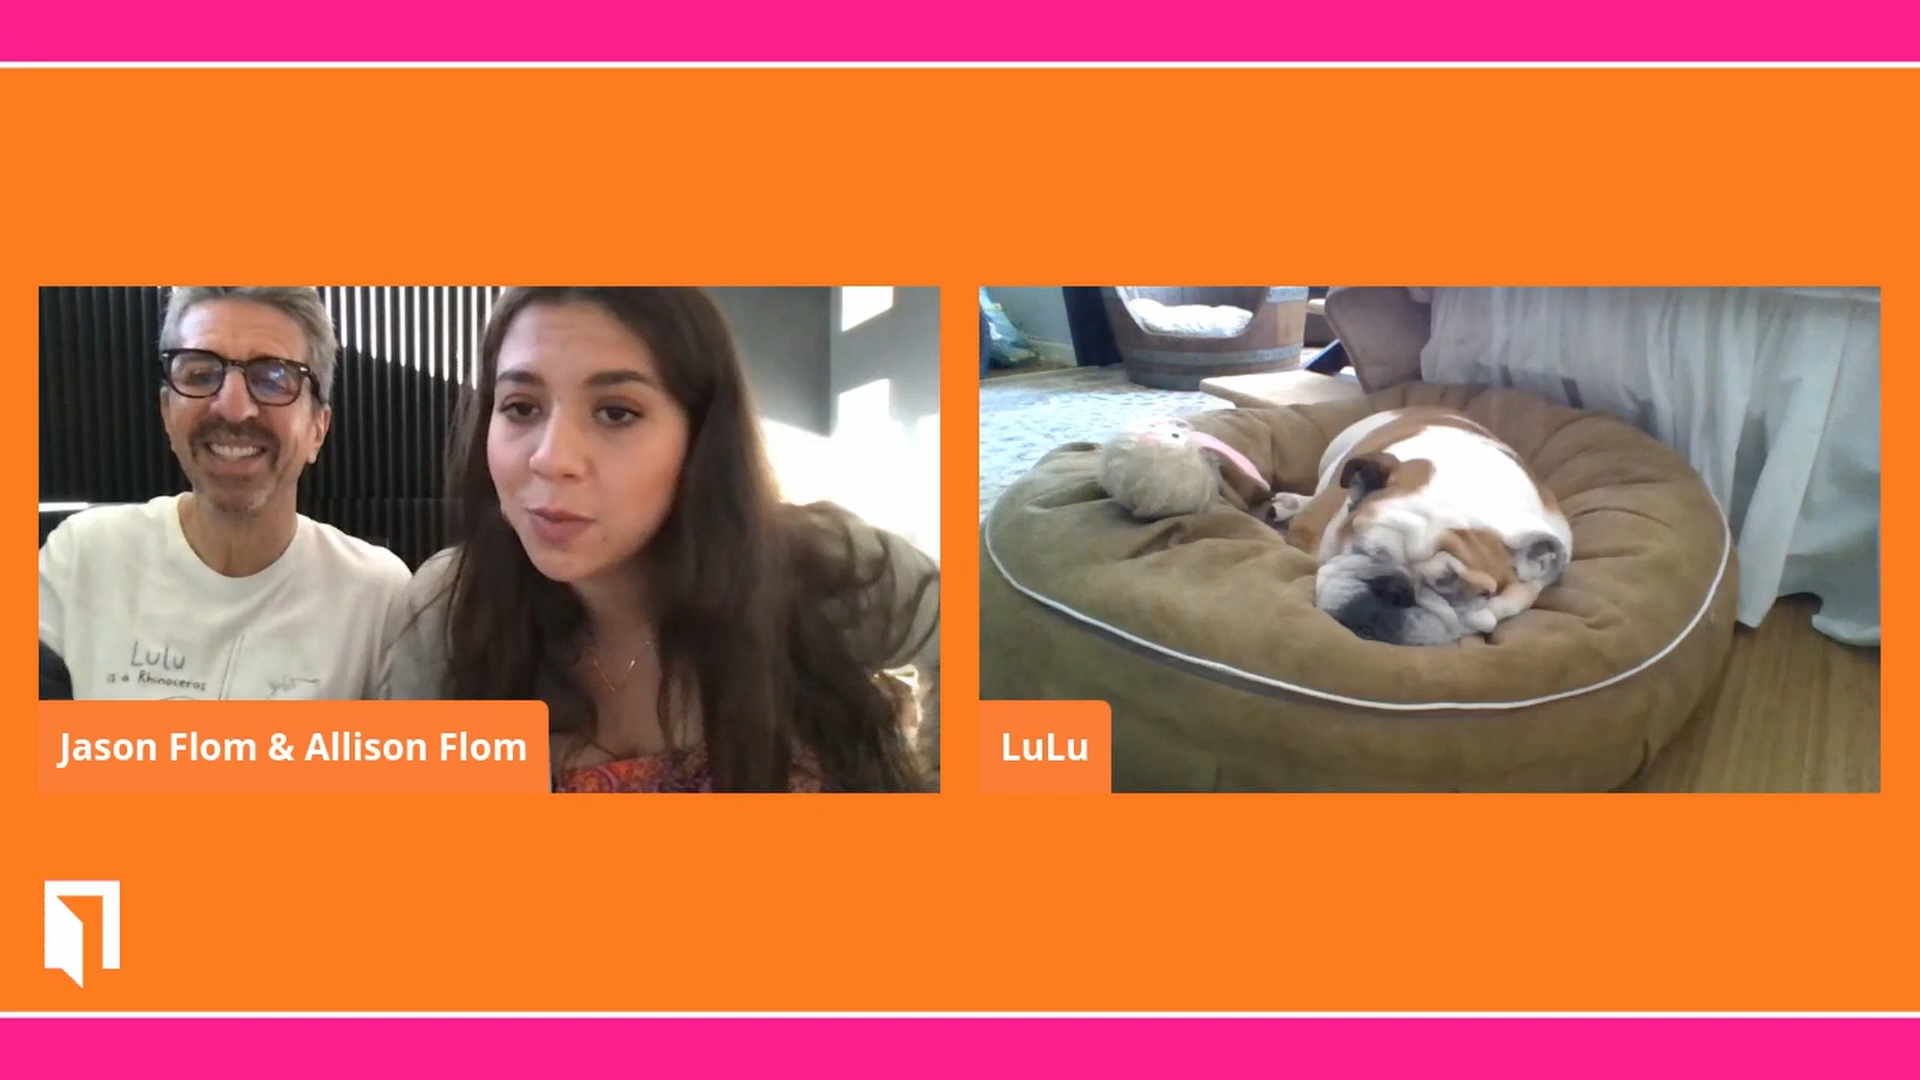 Lulu
is a Rhinoceros
Jason Flom & Allison Flom
LuLu